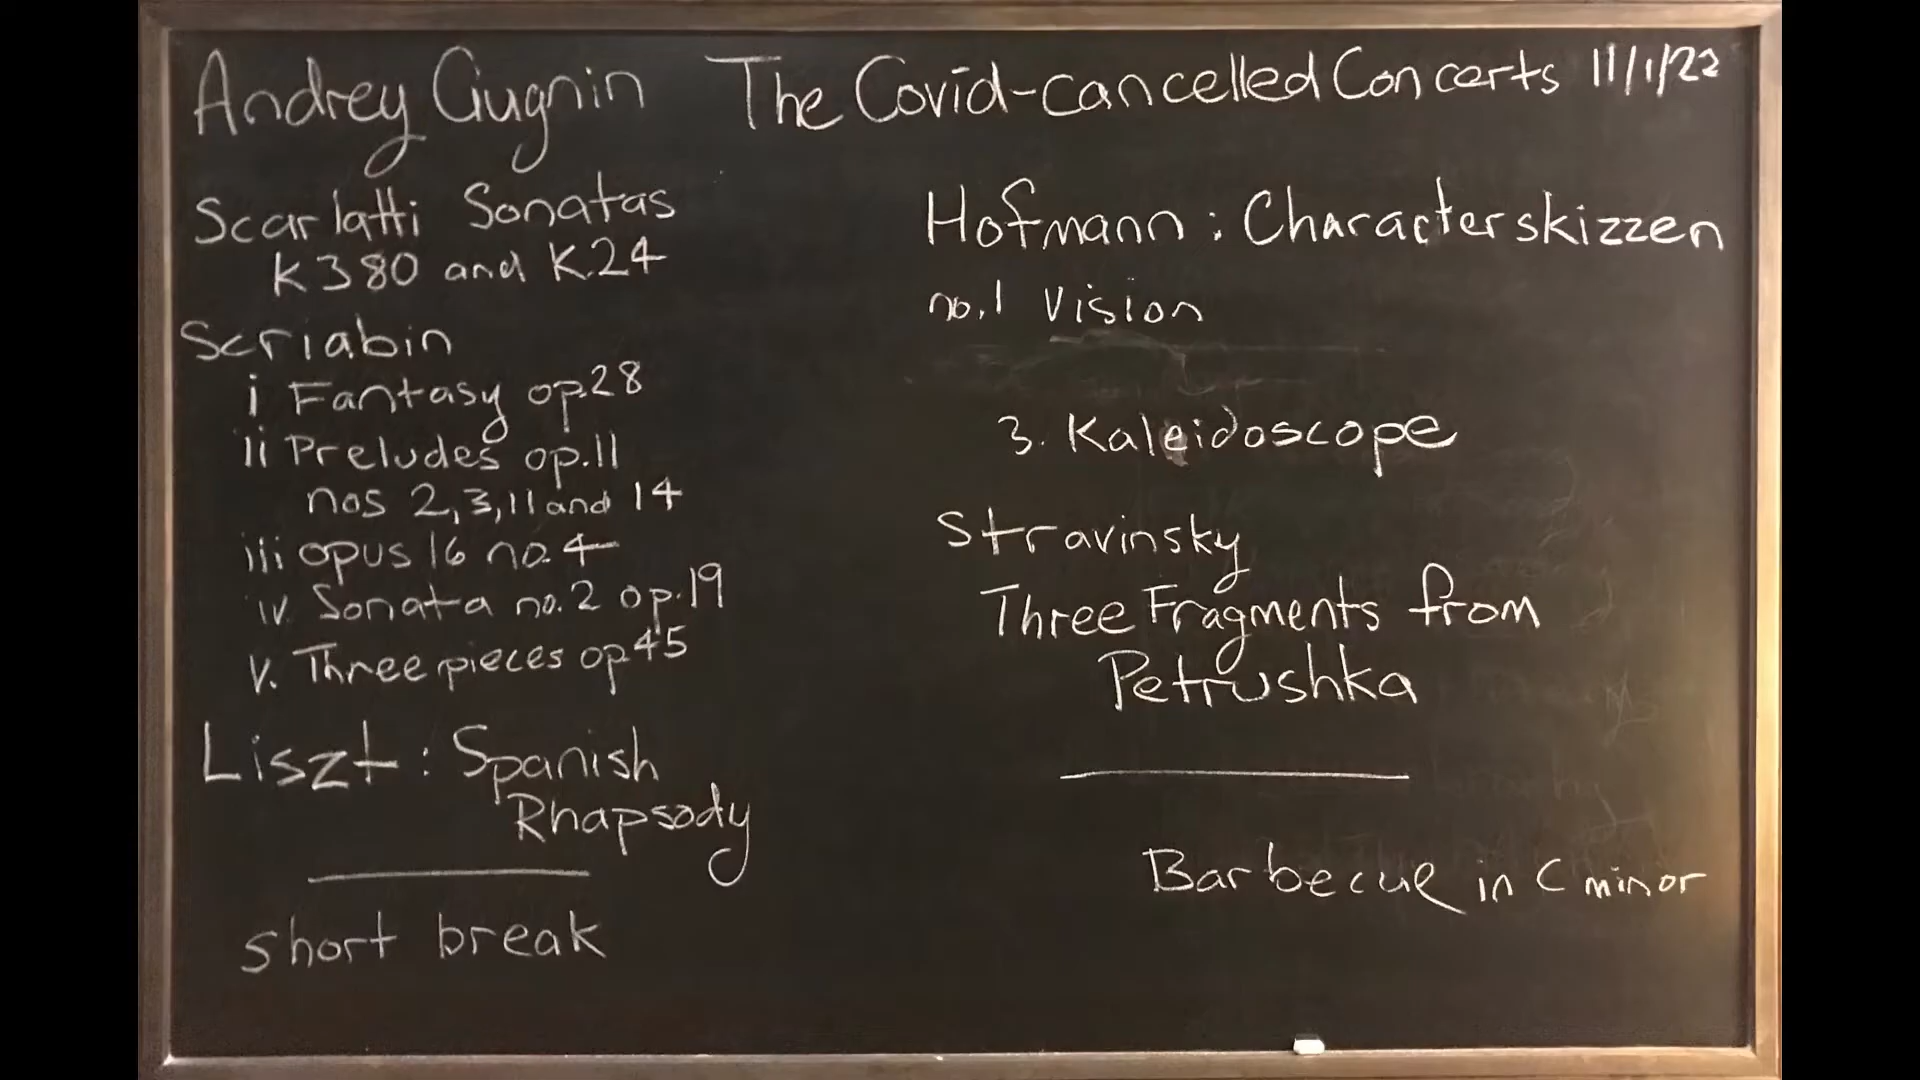 Andrey Gugnin The Covid-cancelled Concerts 11/1/22
Scarlatti Sonatas
K380 and K.24
Scriabin
i Fantasy op.28
ii Preludes op.11
nos 2,3,11 and 14
iii opus 16 no.4
iv. Sonata no.2 op.19
v. Three pieces op45
Liszt: Spanish
Rhapsody
short break
Hofmann: Characterskizzen
no.1 Vision
3. Kaleidoscope
Stravinsky
Three Fragments from
Petrushka
Barbecue in C minor